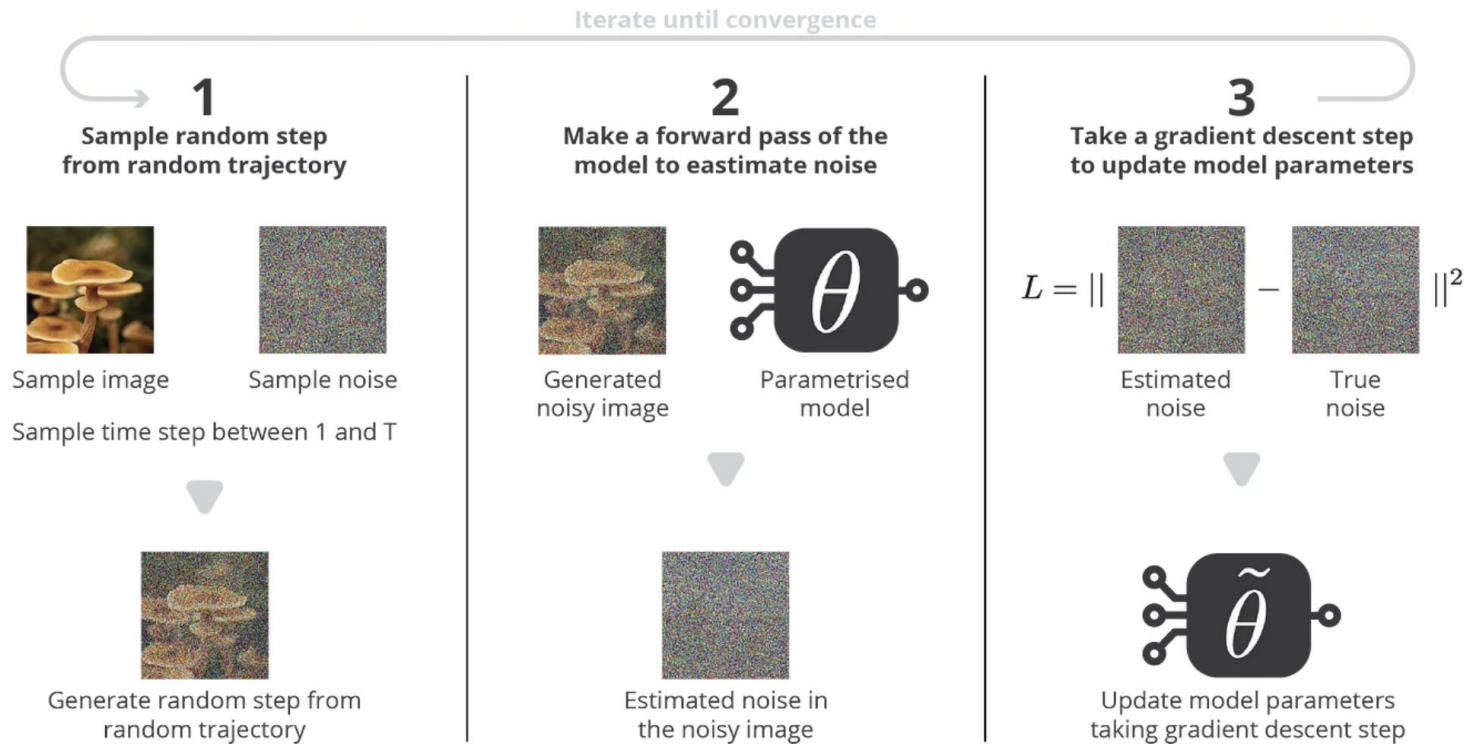 Iterate until convergence
1
Sample random step
from random trajectory
Sample image
Sample noise
Sample time step between 1 and T
Generate random step from
random trajectory
2
Make a forward pass of the
model to eastimate noise
θ
Generated
noisy image
Parametrised
model
Estimated noise in
the noisy image
3
Take a gradient descent step
to update model parameters
L = || − ||²
Estimated
noise
True
noise
θ̃
Update model parameters
taking gradient descent step